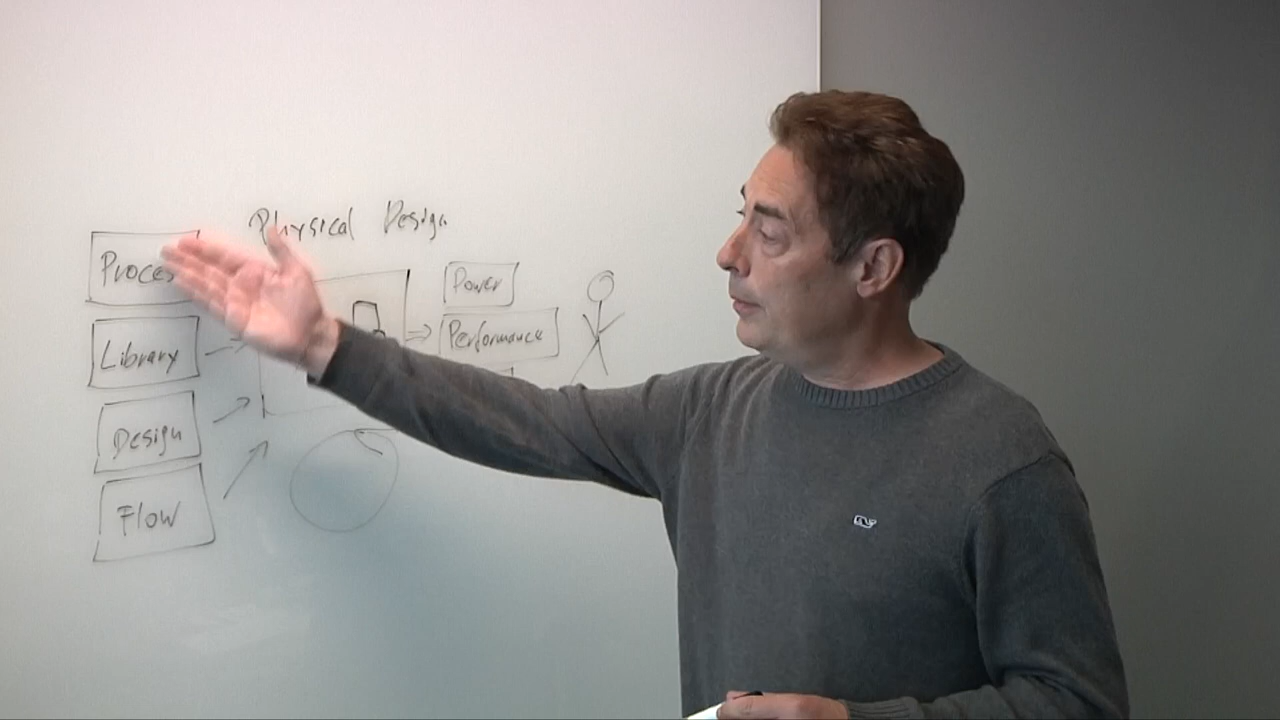 Physical Design
Proces
Library
Design
Flow
Power
Performance